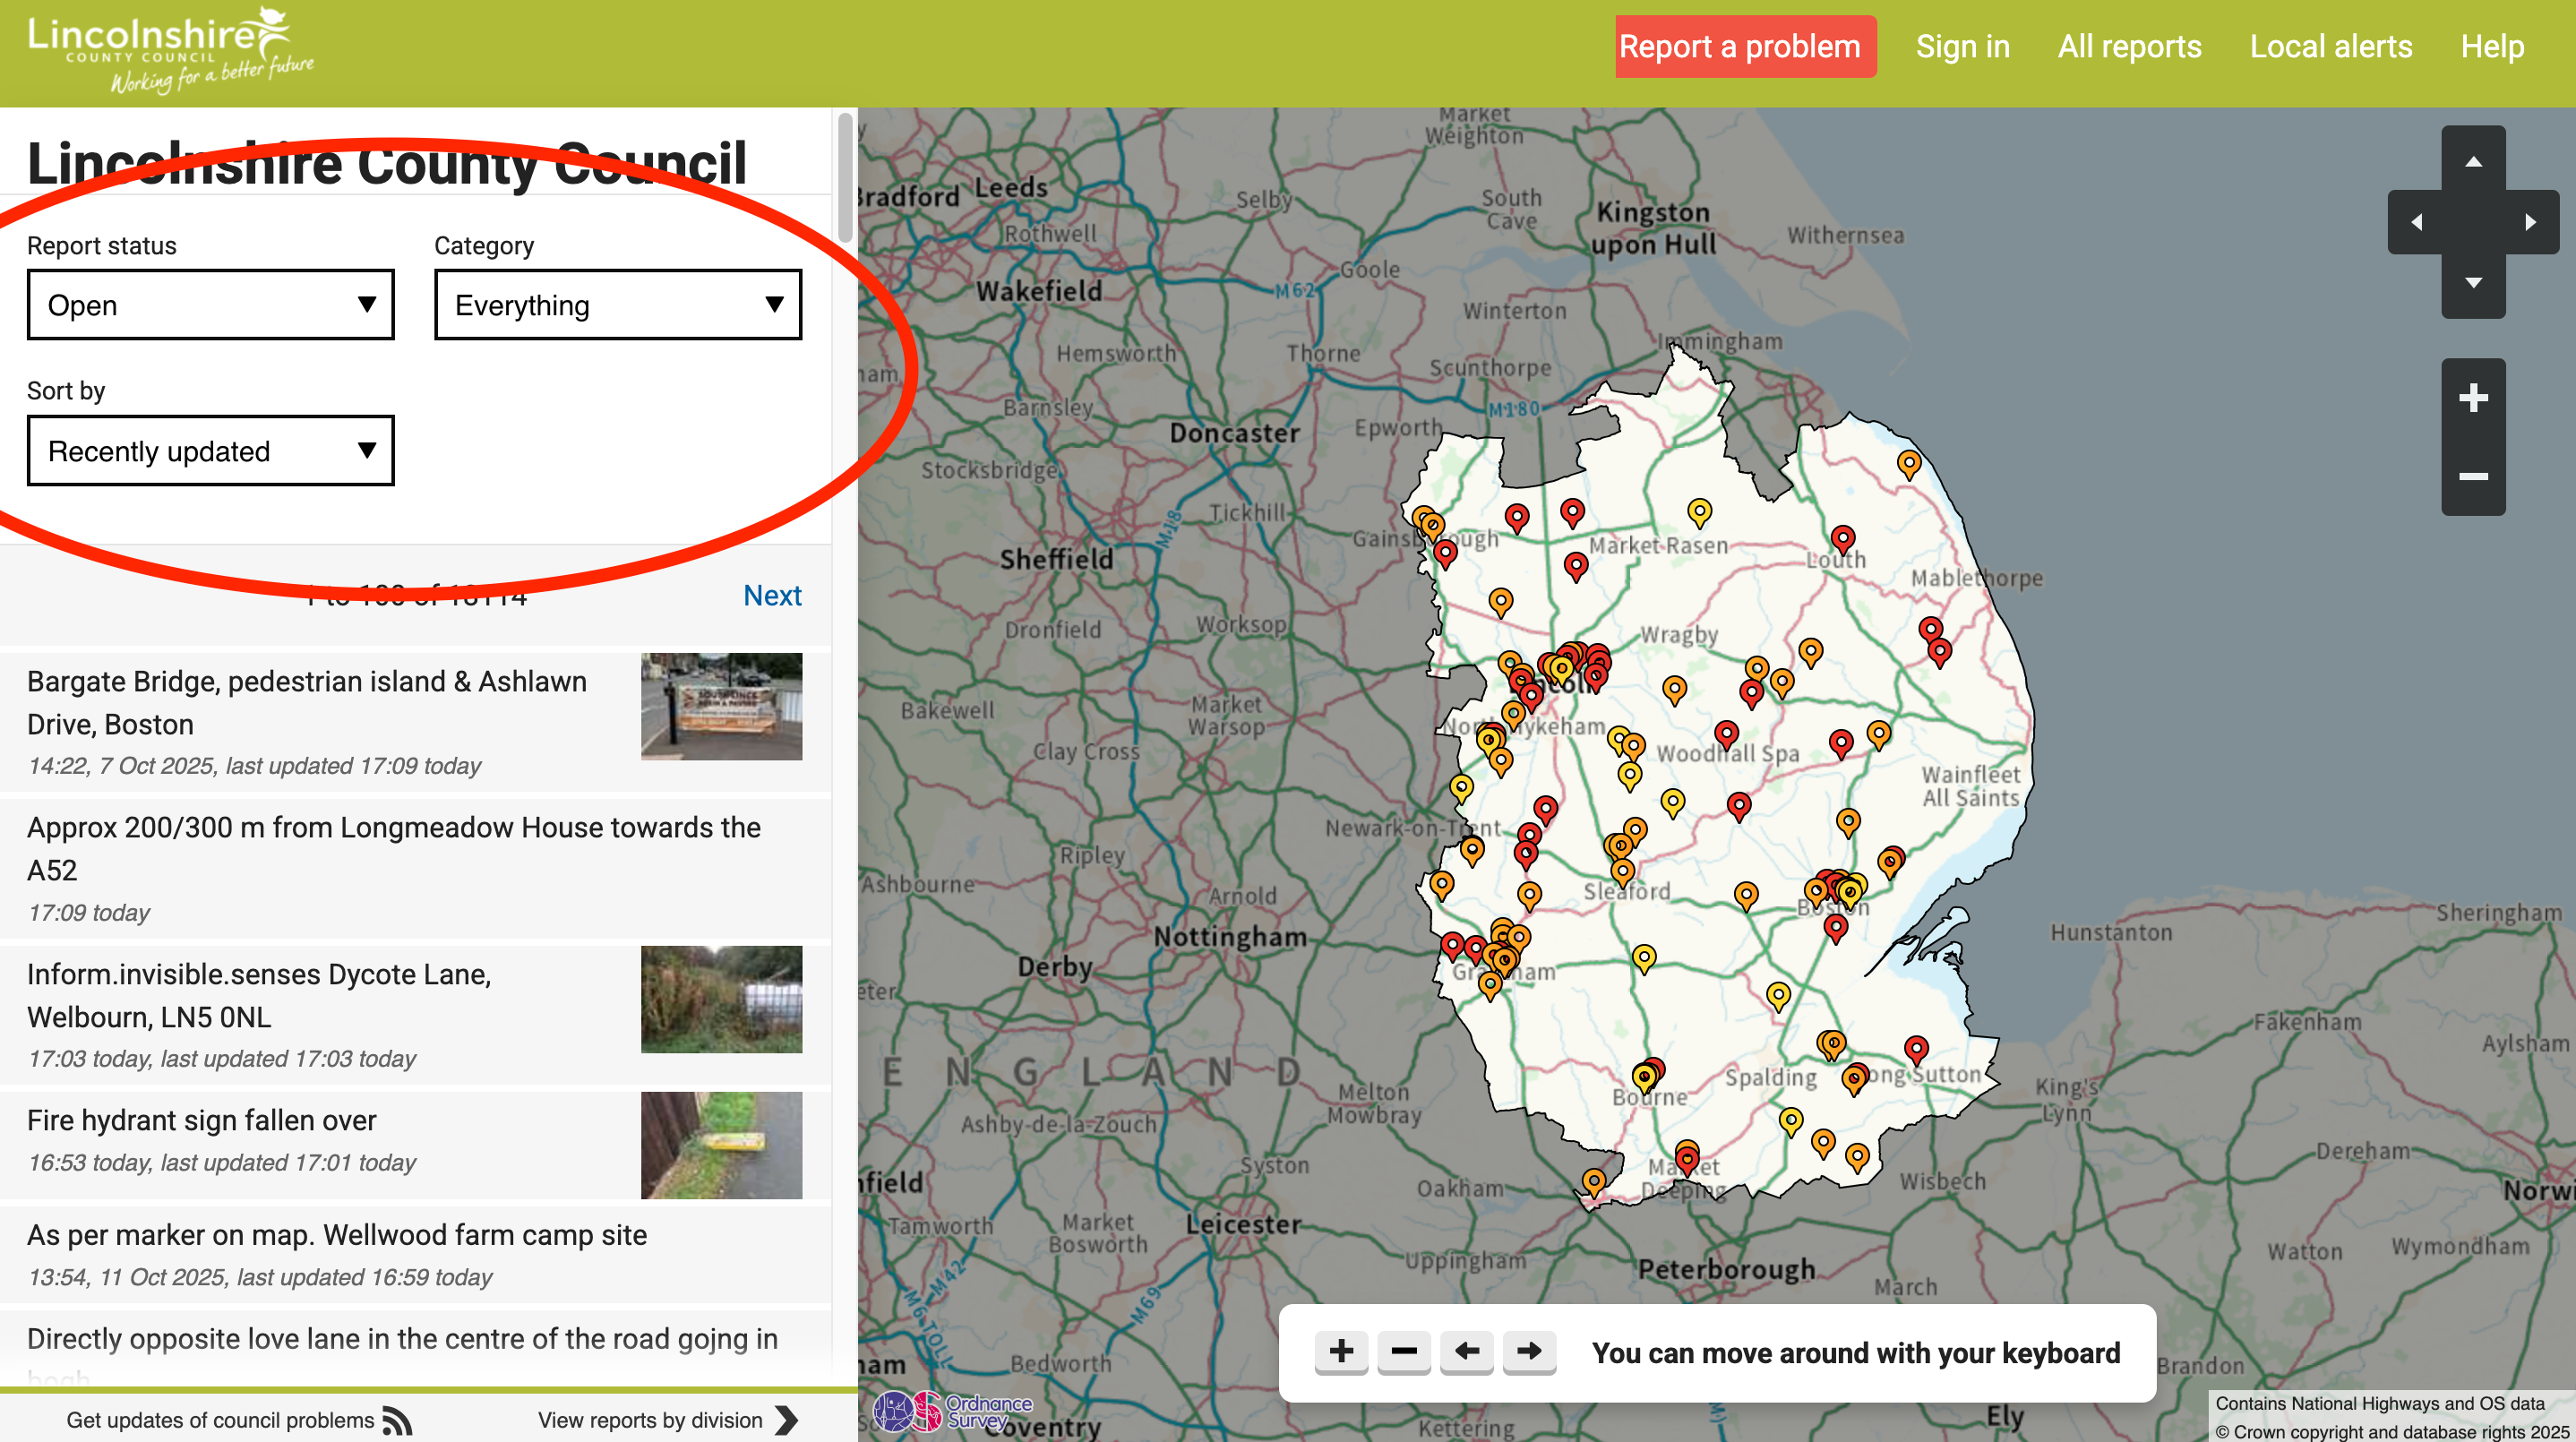 Lincolnshire
COUNTY COUNCIL
Working for a better future
Report a problem
Sign in
All reports
Local alerts
Help
Lincolnshire County Council
Report status
Category
Open
Everything
Sort by
Recently updated
Next
Bargate Bridge, pedestrian island & Ashlawn
Drive, Boston
14:22, 7 Oct 2025, last updated 17:09 today
Approx 200/300 m from Longmeadow House towards the
A52
17:09 today
Inform.invisible.senses Dycote Lane,
Welbourn, LN5 0NL
17:03 today, last updated 17:03 today
Fire hydrant sign fallen over
16:53 today, last updated 17:01 today
As per marker on map. Wellwood farm camp site
13:54, 11 Oct 2025, last updated 16:59 today
Directly opposite love lane in the centre of the road gojng in
Get updates of council problems
View reports by division
Market
Weighton
Bradford
Leeds
Selby
South
Cave
Kingston
upon Hull
Withernsea
Rothwell
Goole
Wakefield
M62
Winterton
Hemsworth
Thorne
Immingham
Scunthorpe
Barnsley
M180
Doncaster
Epworth
Stocksbridge
Tickhill
M-18
Gainsborough
Market Rasen
Louth
Sheffield
Mablethorpe
Dronfield
Worksop
Wragby
Lincoln
Bakewell
Market
Warsop
North Hykeham
Clay Cross
Woodhall Spa
Wainfleet
All Saints
Newark-on-Trent
Ripley
Ashbourne
Arnold
Sleaford
Boston
Nottingham
Sheringham
Hunstanton
Derby
Grantham
Fakenham
Aylsham
ENGLAND
Melton
Mowbray
Spalding
Long Sutton
King's
Lynn
Bourne
Ashby-de-la-Zouch
Syston
Market
Deeping
Dereham
Oakham
Wisbech
Tamworth
Market
Bosworth
Leicester
Uppingham
Peterborough
March
Watton
Wymondham
M42
M69
M6 TOLL
Bedworth
You can move around with your keyboard
Brandon
Ordnance
Survey
Coventry
Kettering
Ely
Contains National Highways and OS data
© Crown copyright and database rights 2025